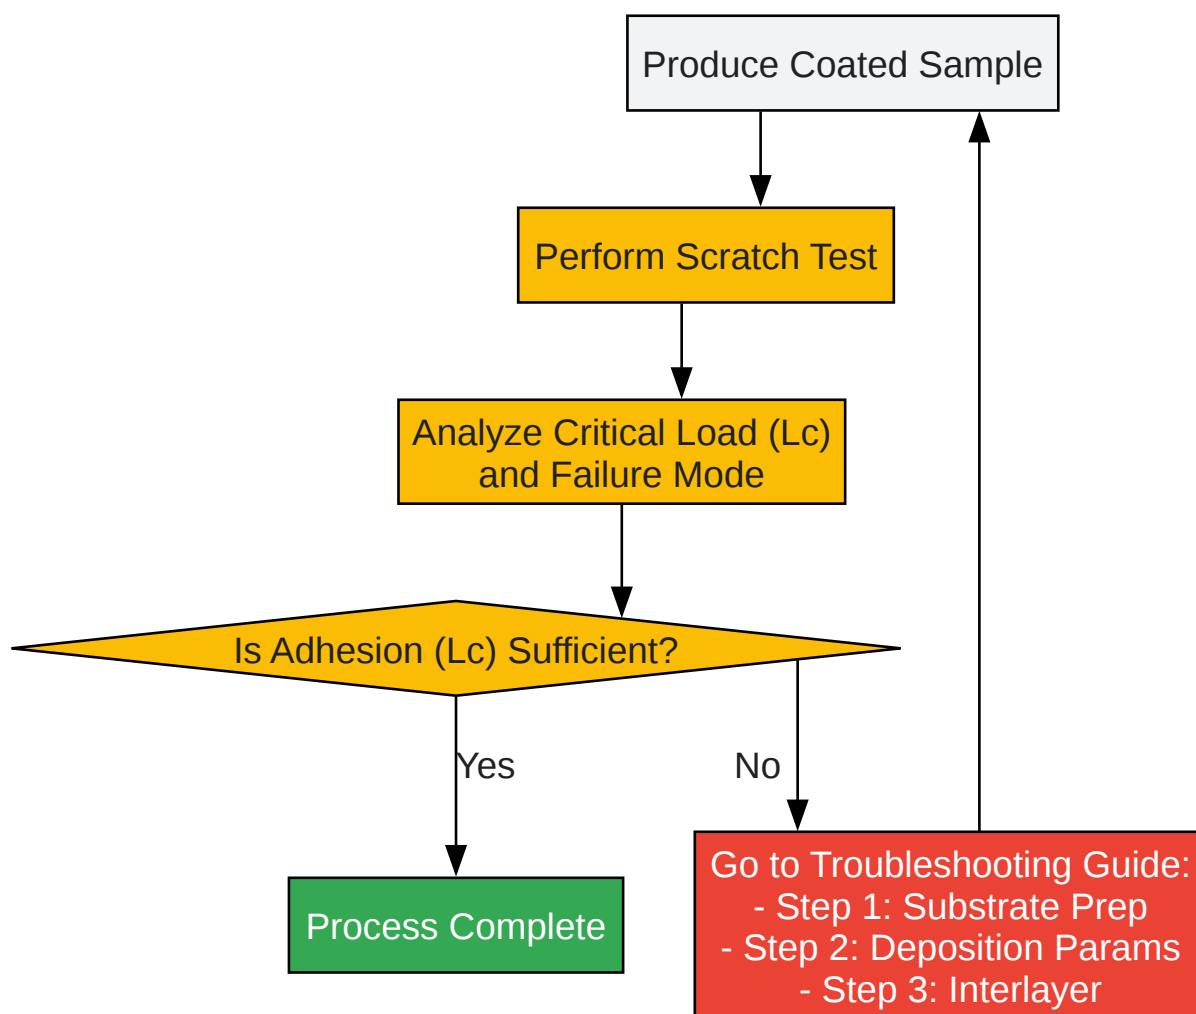 Produce Coated Sample
Perform Scratch Test
Analyze Critical Load (Lc)
and Failure Mode
Is Adhesion (Lc) Sufficient?
Yes
No
Go to Troubleshooting Guide:
- Step 1: Substrate Prep
- Step 2: Deposition Params
- Step 3: Interlayer
Process Complete